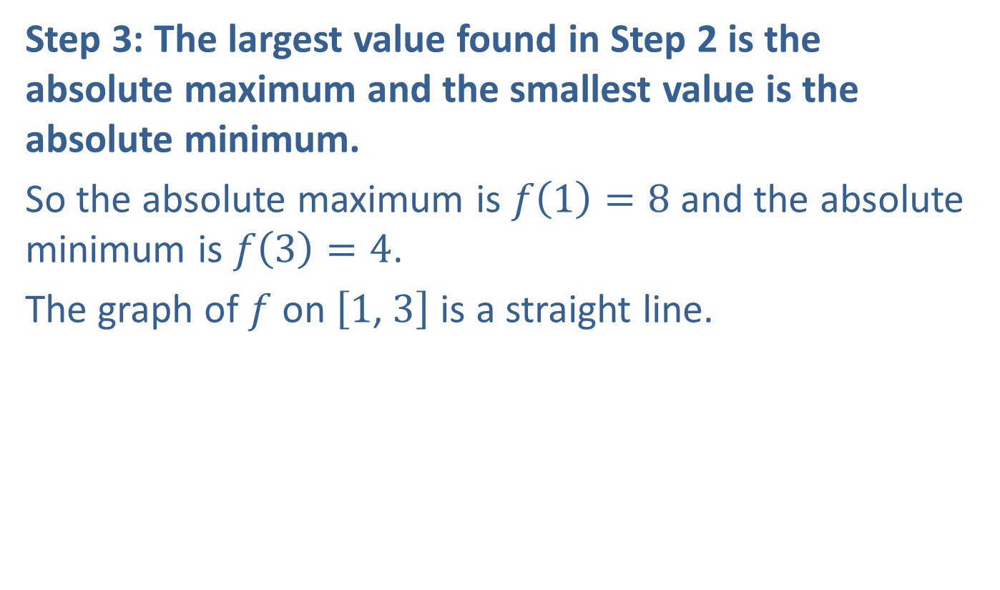 Step 3: The largest value found in Step 2 is the
absolute maximum and the smallest value is the
absolute minimum.
So the absolute maximum is f(1) = 8 and the absolute
minimum is f(3) = 4.
The graph of f on [1, 3] is a straight line.